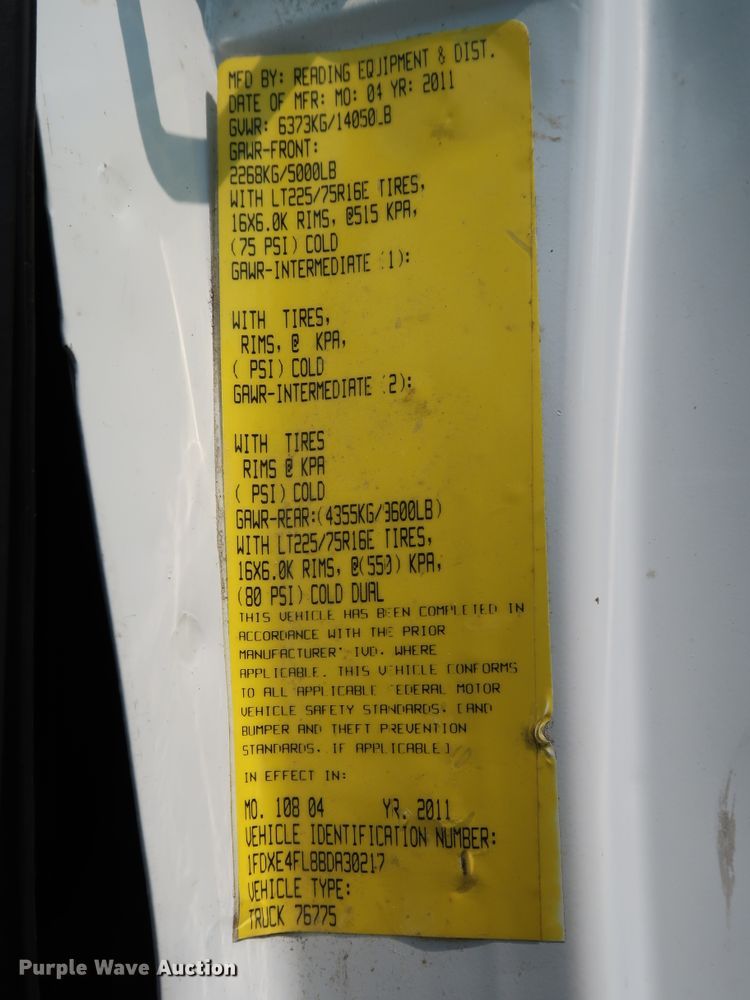 MFD BY: READING EQUIPMENT & DIST.
DATE OF MFR: MO: 04 YR: 2011
GVWR: 6373KG/14050LB
GAWR-FRONT:
2268KG/5000LB
WITH LT225/75R16E TIRES,
16X6.0K RIMS, @515 KPA,
(75 PSI) COLD
GAWR-INTERMEDIATE (1):
WITH TIRES,
RIMS, @ KPA,
( PSI) COLD
GAWR-INTERMEDIATE (2):
WITH TIRES
RIMS @ KPA
( PSI) COLD
GAWR-REAR:(4355KG/9600LB)
WITH LT225/75R16E TIRES,
16X6.0K RIMS, @(550) KPA,
(80 PSI) COLD DUAL
THIS VEHICLE HAS BEEN COMPLETED IN
ACCORDANCE WITH THE PRIOR
MANUFACTURER' IVD. WHERE
APPLICABLE. THIS VEHICLE CONFORMS
TO ALL APPLICABLE FEDERAL MOTOR
VEHICLE SAFETY STANDARDS. [AND
BUMPER AND THEFT PREVENTION
STANDARDS. IF APPLICABLE]
IN EFFECT IN:
MO. 108 04 YR. 2011
VEHICLE IDENTIFICATION NUMBER:
1FDXE4FL8BDA30217
VEHICLE TYPE:
TRUCK 76775
Purple Wave Auction